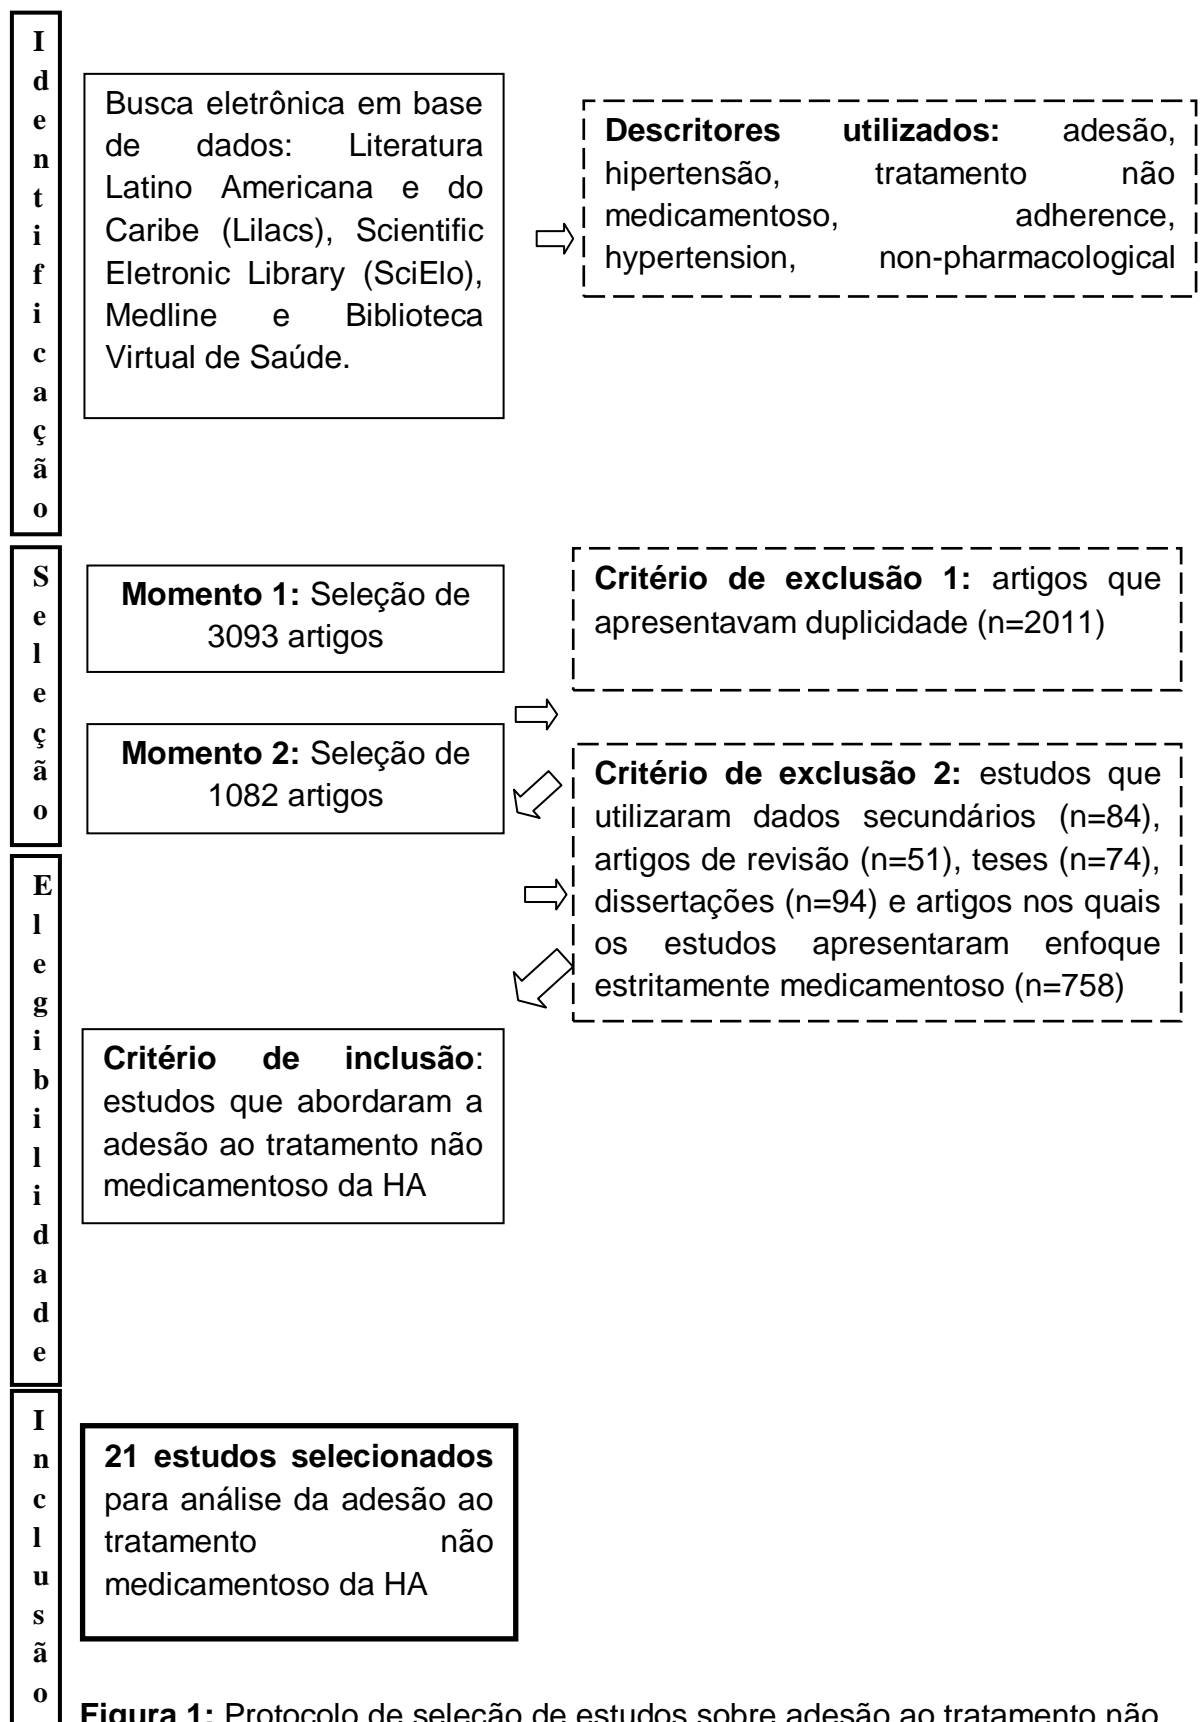 Identificação
Busca eletrônica em base
de dados: Literatura
Latino Americana e do
Caribe (Lilacs), Scientific
Eletronic Library (SciElo),
Medline e Biblioteca
Virtual de Saúde.
Descritores utilizados: adesão,
hipertensão, tratamento não
medicamentoso, adherence,
hypertension, non-pharmacological
Seleção
Momento 1: Seleção de
3093 artigos
Critério de exclusão 1: artigos que
apresentavam duplicidade (n=2011)
Momento 2: Seleção de
1082 artigos
Critério de exclusão 2: estudos que
utilizaram dados secundários (n=84),
artigos de revisão (n=51), teses (n=74),
dissertações (n=94) e artigos nos quais
os estudos apresentaram enfoque
estritamente medicamentoso (n=758)
Elegibilidade
Critério de inclusão:
estudos que abordaram a
adesão ao tratamento não
medicamentoso da HA
Inclusão
21 estudos selecionados
para análise da adesão ao
tratamento não
medicamentoso da HA
Figura 1: Protocolo de seleção de estudos sobre adesão ao tratamento não